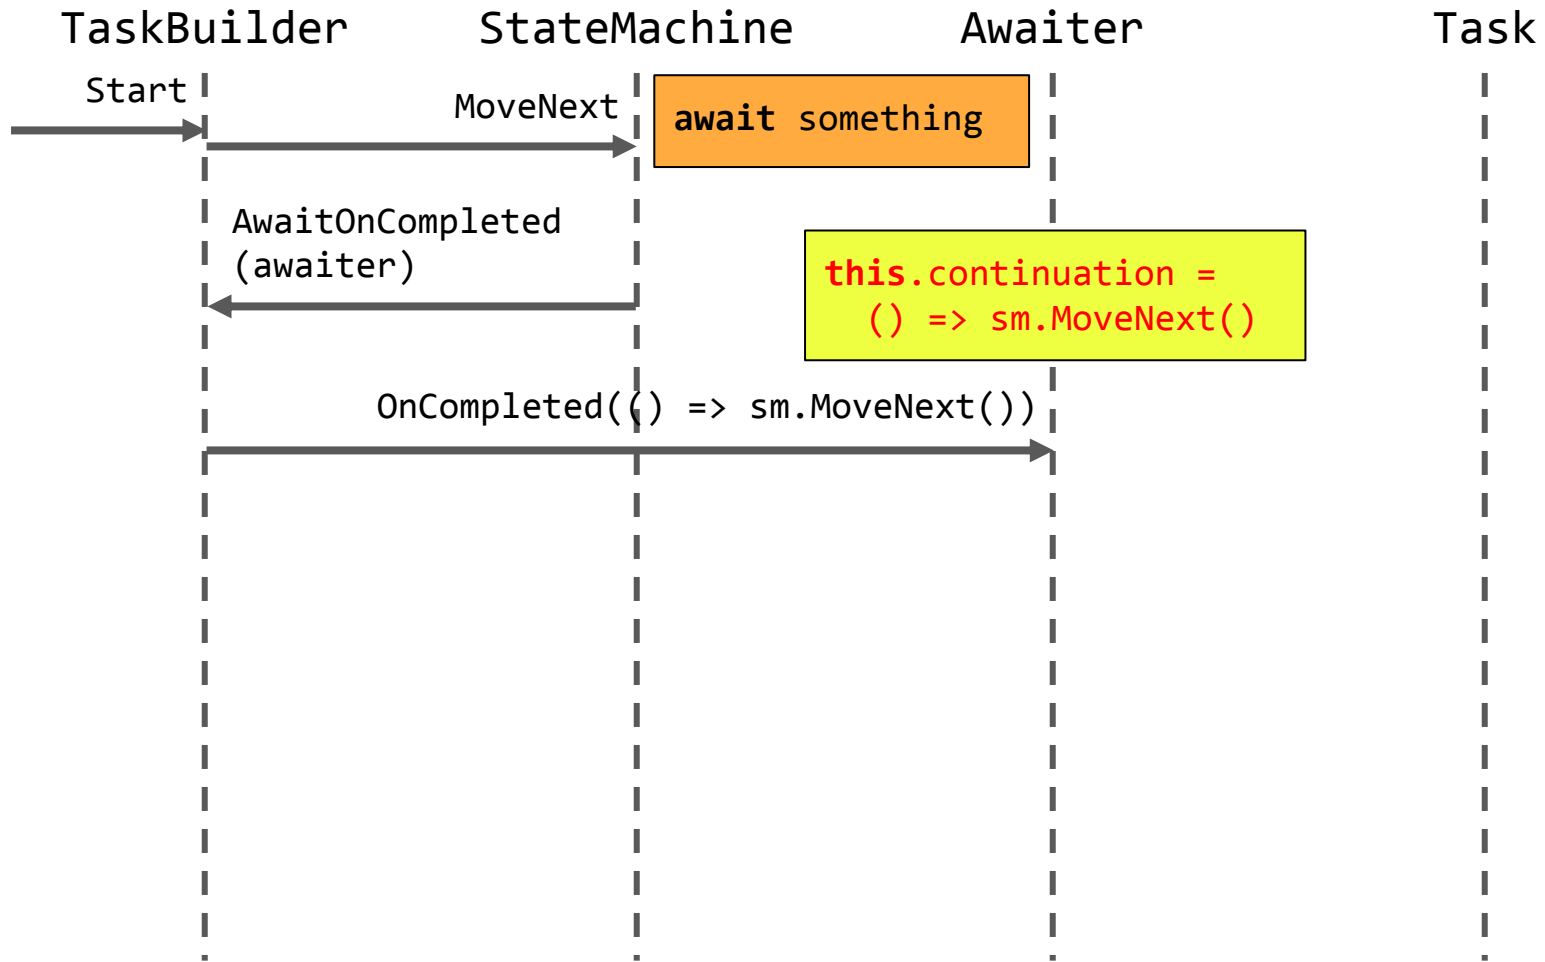 TaskBuilder StateMachine Awaiter Task
Start
MoveNext
await something
AwaitOnCompleted
(awaiter)
this.continuation =
() => sm.MoveNext()
OnCompleted(() => sm.MoveNext())